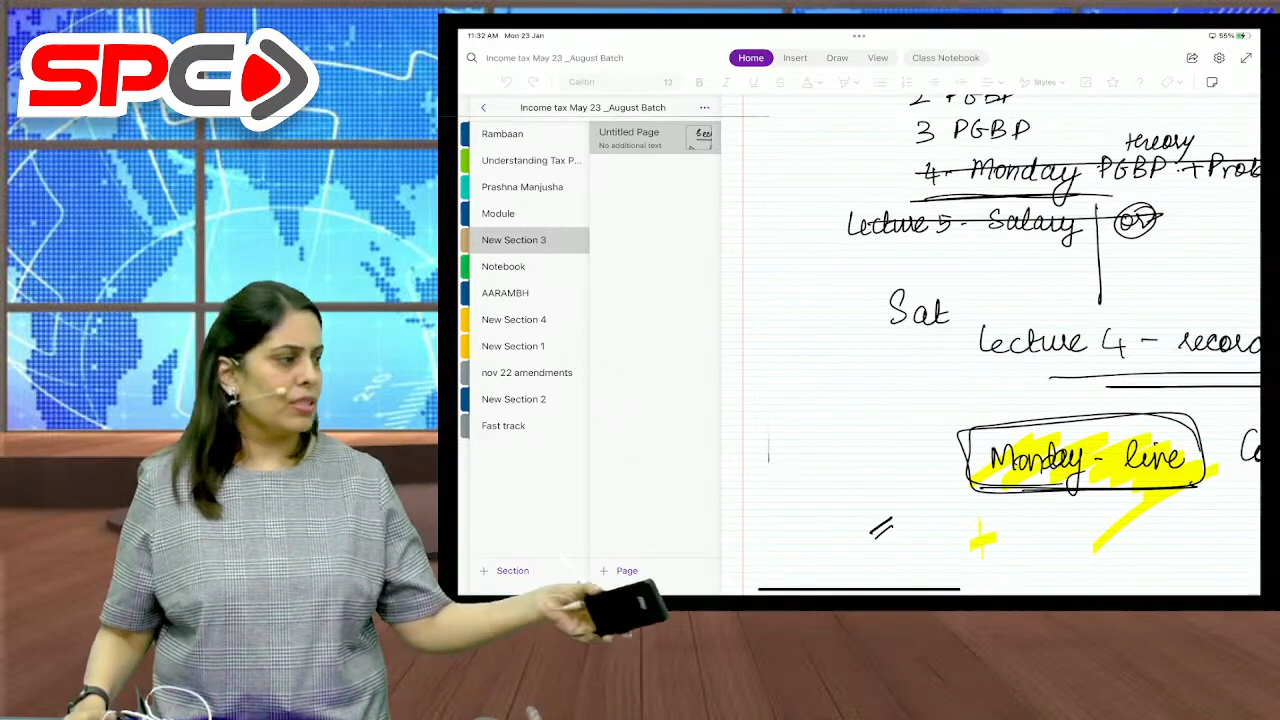 SPC
11:32 AM Mon 23 Jan
55%
Income tax May 23 _August Batch
Home Insert Draw View Class Notebook
Calibri 12 B I U S Styles
Income tax May 23 _August Batch
Rambaan
Understanding Tax P...
Prashna Manjusha
Module
New Section 3
Notebook
AARAMBH
New Section 4
New Section 1
nov 22 amendments
New Section 2
Fast track
+ Section
Untitled Page
No additional text
+ Page
3 PGBP
theory
4 - Monday PGBP + Prob
Lecture 5 - Salary
Sat
Lecture 4 - record
Monday - live